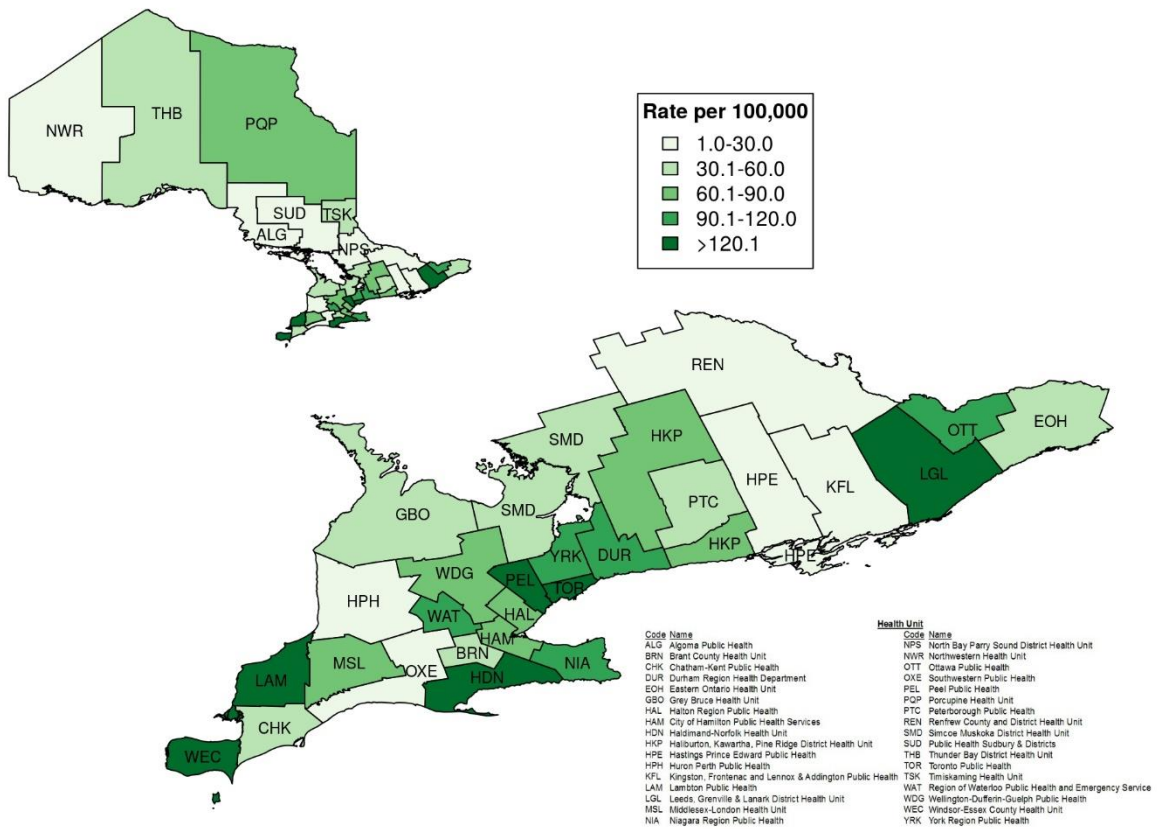 NWR
THB
PQP
SUD
TSK
ALG
NPS
Rate per 100,000
1.0-30.0
30.1-60.0
60.1-90.0
90.1-120.0
>120.1
REN
SMD
HKP
OTT
EOH
HPE
KFL
LGL
GBO
SMD
PTC
YRK
DUR
HKP
HPE
WDG
PEL
TOR
HPH
WAT
HAL
HAM
MSL
OXE
BRN
NIA
LAM
HDN
CHK
WEC
Health Unit
Code Name
ALG Algoma Public Health
BRN Brant County Health Unit
CHK Chatham-Kent Public Health
DUR Durham Region Health Department
EOH Eastern Ontario Health Unit
GBO Grey Bruce Health Unit
HAL Halton Region Public Health
HAM City of Hamilton Public Health Services
HDN Haldimand-Norfolk Health Unit
HKP Haliburton, Kawartha, Pine Ridge District Health Unit
HPE Hastings Prince Edward Public Health
HPH Huron Perth Public Health
KFL Kingston, Frontenac and Lennox & Addington Public Health
LAM Lambton Public Health
LGL Leeds, Grenville & Lanark District Health Unit
MSL Middlesex-London Health Unit
NIA Niagara Region Public Health
Code Name
NPS North Bay Parry Sound District Health Unit
NWR Northwestern Health Unit
OTT Ottawa Public Health
OXE Southwestern Public Health
PEL Peel Public Health
PQP Porcupine Health Unit
PTC Peterborough Public Health
REN Renfrew County and District Health Unit
SMD Simcoe Muskoka District Health Unit
SUD Public Health Sudbury & Districts
THB Thunder Bay District Health Unit
TOR Toronto Public Health
TSK Timiskaming Health Unit
WAT Region of Waterloo Public Health and Emergency Service
WDG Wellington-Dufferin-Guelph Public Health
WEC Windsor-Essex County Health Unit
YRK York Region Public Health